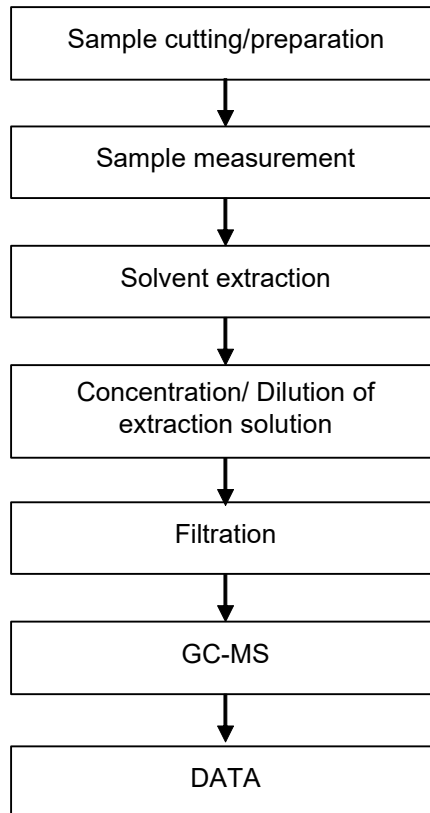 Sample cutting/preparation
Sample measurement
Solvent extraction
Concentration/ Dilution of
extraction solution
Filtration
GC-MS
DATA